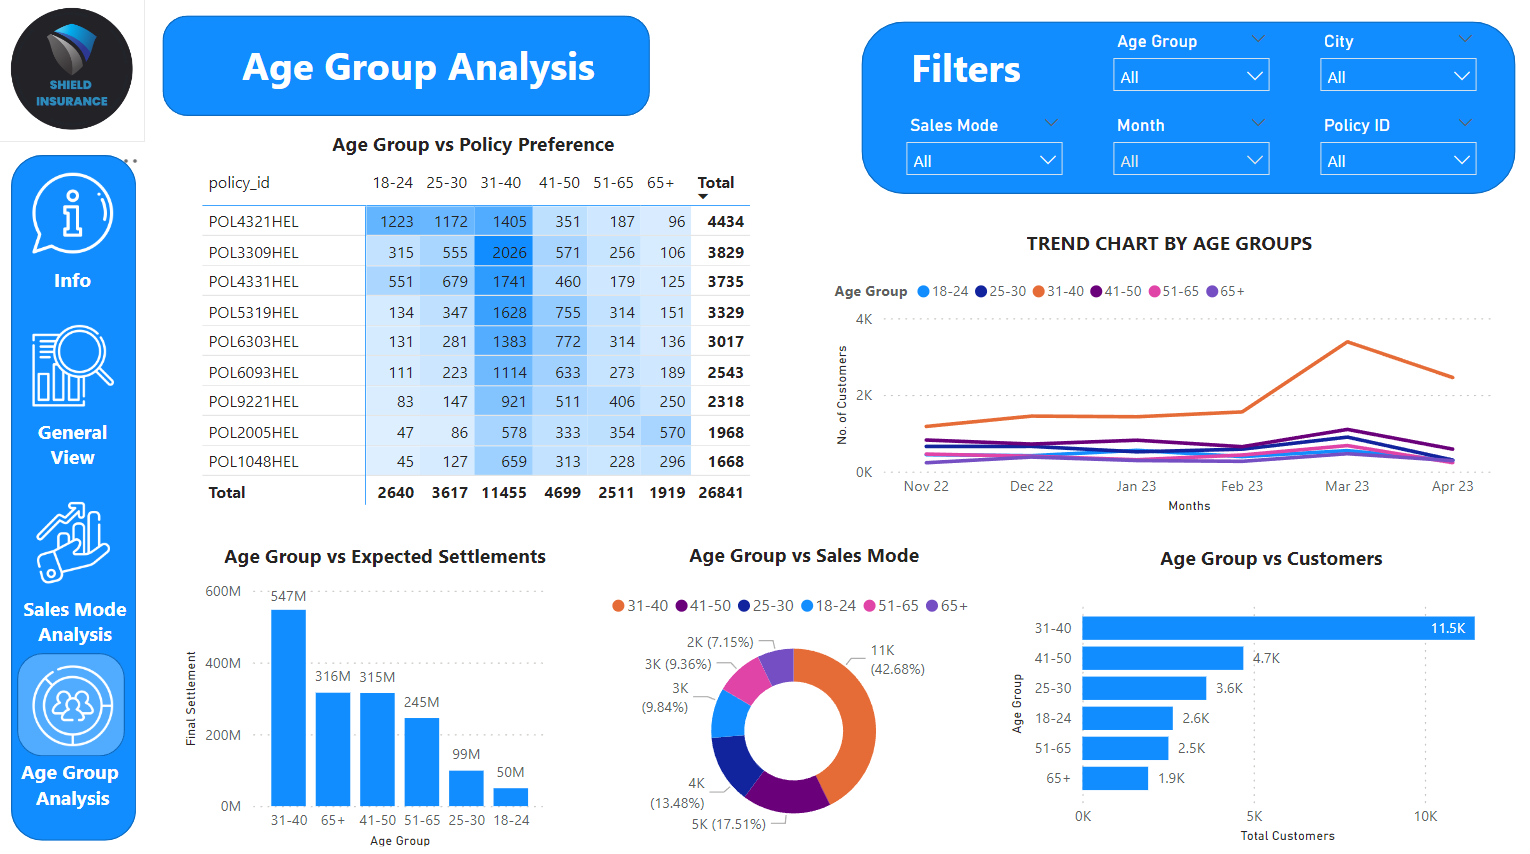 SHIELD
INSURANCE
Age Group Analysis
Filters
Age Group
All
City
All
Sales Mode
All
Month
All
Policy ID
All
Info
General
View
Sales Mode
Analysis
Age Group
Analysis
Age Group vs Policy Preference
policy_id 18-24 25-30 31-40 41-50 51-65 65+ Total
POL4321HEL 1223 1172 1405 351 187 96 4434
POL3309HEL 315 555 2026 571 256 106 3829
POL4331HEL 551 679 1741 460 179 125 3735
POL5319HEL 134 347 1628 755 314 151 3329
POL6303HEL 131 281 1383 772 314 136 3017
POL6093HEL 111 223 1114 633 273 189 2543
POL9221HEL 83 147 921 511 406 250 2318
POL2005HEL 47 86 578 333 354 570 1968
POL1048HEL 45 127 659 313 228 296 1668
Total 2640 3617 11455 4699 2511 1919 26841
TREND CHART BY AGE GROUPS
Age Group 18-24 25-30 31-40 41-50 51-65 65+
No. of Customers
4K
2K
0K
Nov 22 Dec 22 Jan 23 Feb 23 Mar 23 Apr 23
Months
Age Group vs Expected Settlements
Final Settlement
600M
400M
200M
0M
547M
316M
315M
245M
99M
50M
31-40 65+ 41-50 51-65 25-30 18-24
Age Group
Age Group vs Sales Mode
31-40 41-50 25-30 18-24 51-65 65+
11K
(42.68%)
5K (17.51%)
4K
(13.48%)
3K
(9.84%)
3K (9.36%)
2K (7.15%)
Age Group vs Customers
Age Group
31-40 11.5K
41-50 4.7K
25-30 3.6K
18-24 2.6K
51-65 2.5K
65+ 1.9K
0K 5K 10K
Total Customers